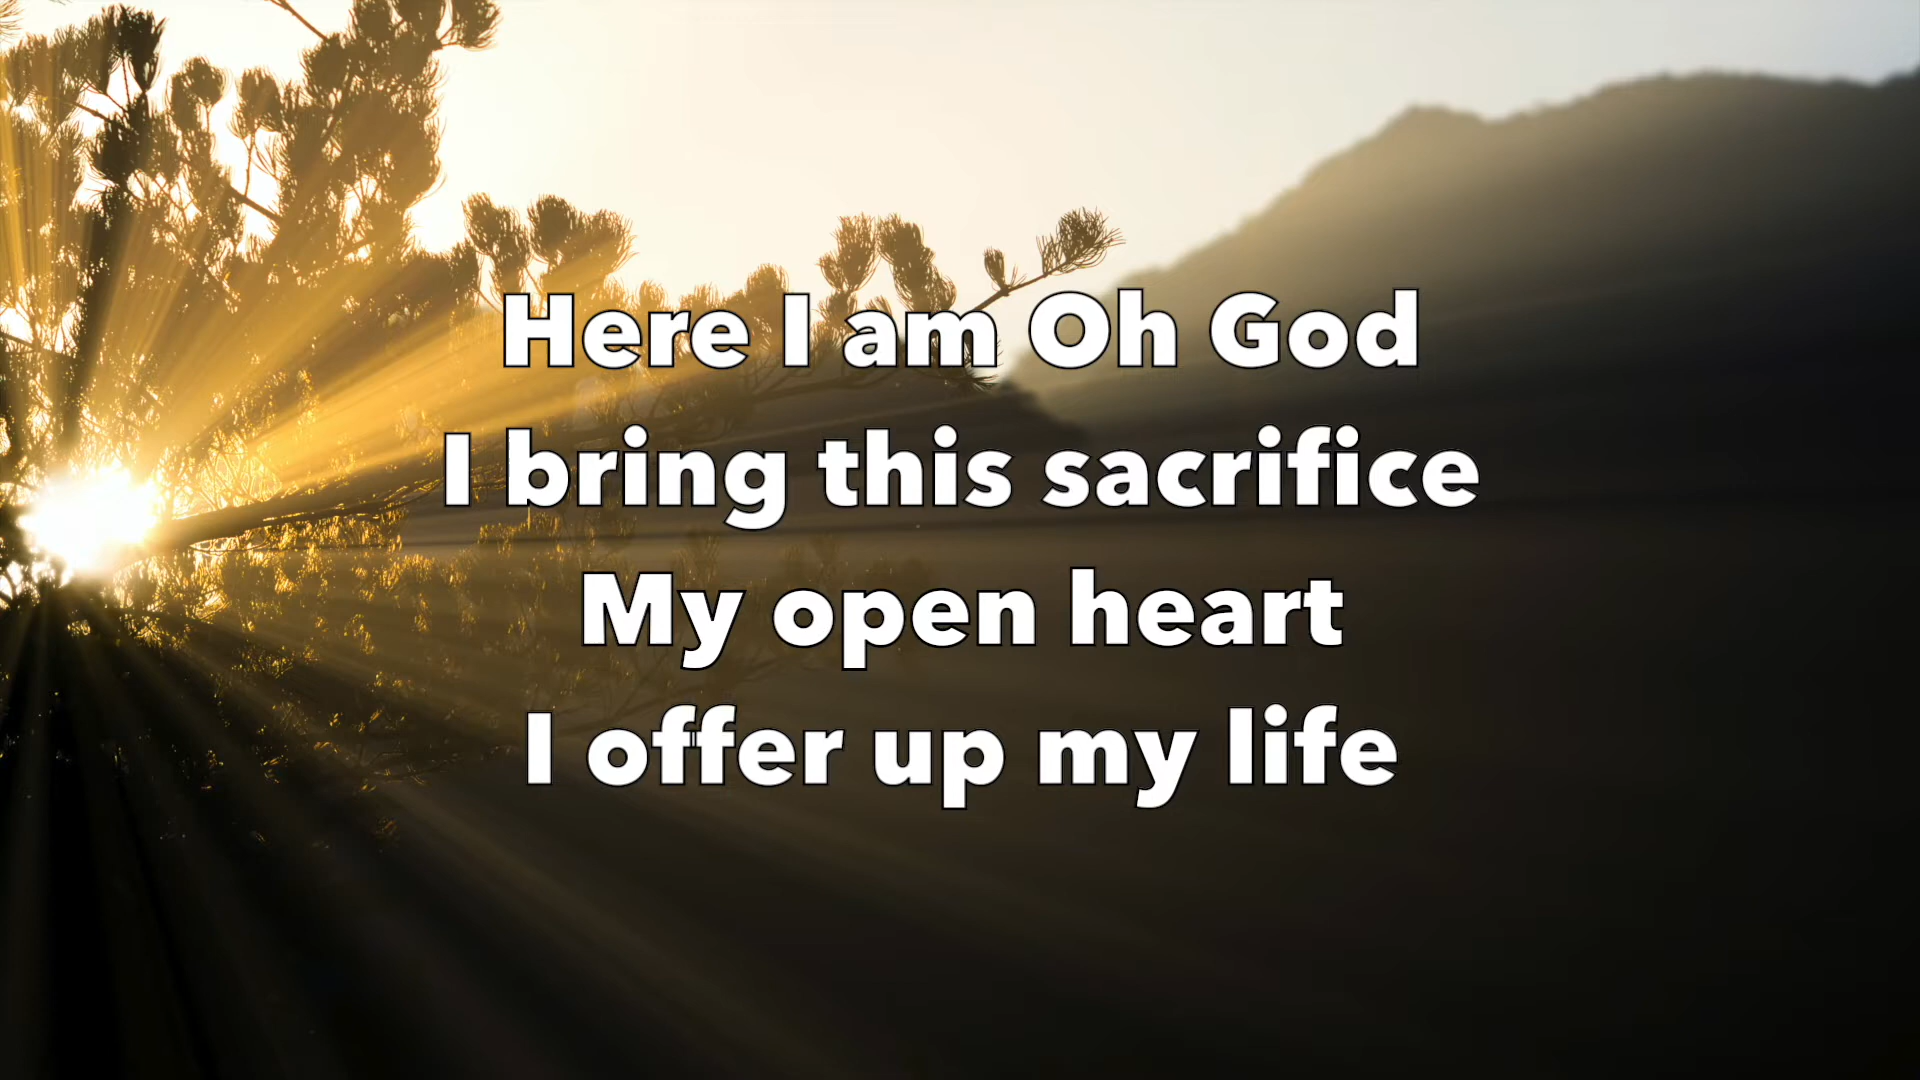 Here I am Oh God
I bring this sacrifice
My open heart
I offer up my life